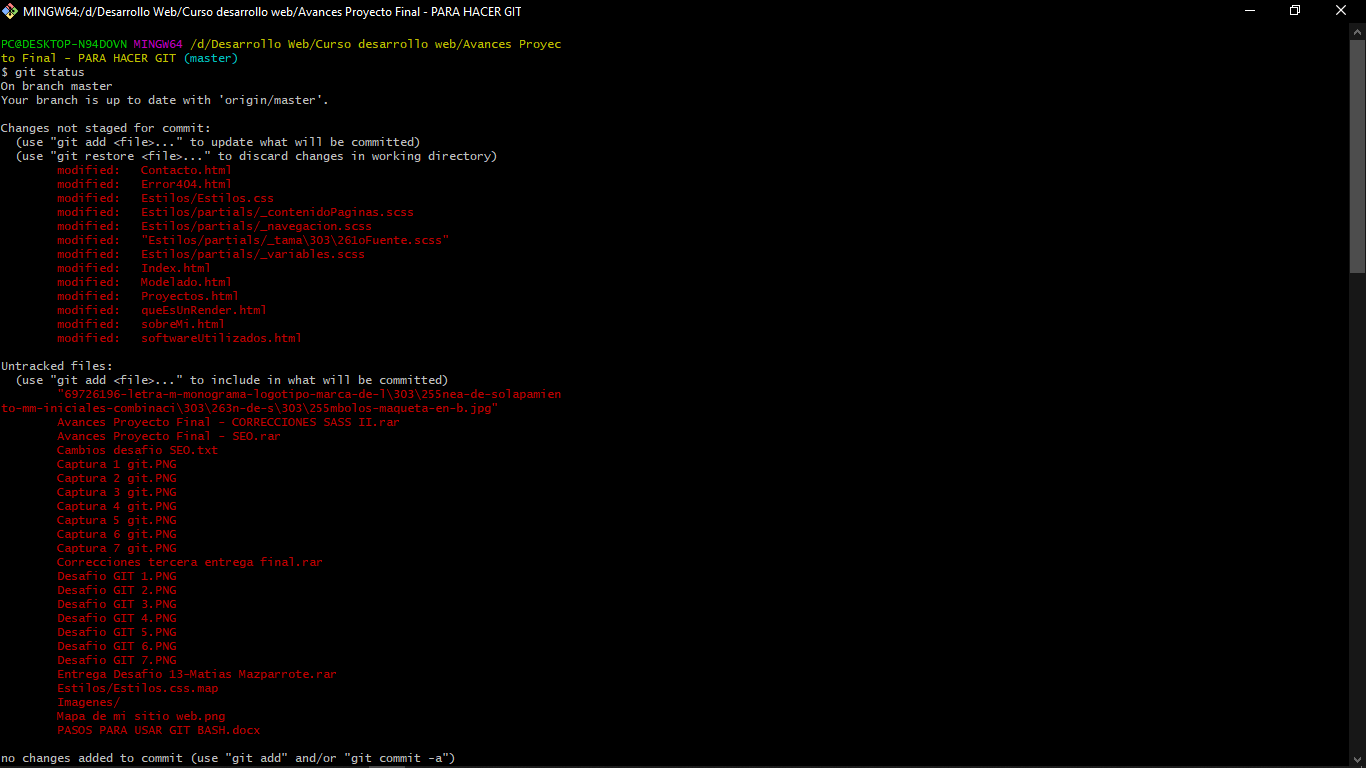 MINGW64:/d/Desarrollo Web/Curso desarrollo web/Avances Proyecto Final - PARA HACER GIT
PC@DESKTOP-N94DOVN MINGW64 /d/Desarrollo Web/Curso desarrollo web/Avances Proyec
to Final - PARA HACER GIT (master)
$ git status
On branch master
Your branch is up to date with 'origin/master'.
Changes not staged for commit:
(use "git add <file>..." to update what will be committed)
(use "git restore <file>..." to discard changes in working directory)
modified: Contacto.html
modified: Error404.html
modified: Estilos/Estilos.css
modified: Estilos/partials/_contenidoPaginas.scss
modified: Estilos/partials/_navegacion.scss
modified: "Estilos/partials/_tama\303\261oFuente.scss"
modified: Estilos/partials/_variables.scss
modified: Index.html
modified: Modelado.html
modified: Proyectos.html
modified: queEsUnRender.html
modified: sobreMi.html
modified: softwareUtilizados.html
Untracked files:
(use "git add <file>..." to include in what will be committed)
"69726196-letra-m-monograma-logotipo-marca-de-l\303\255nea-de-solapamien
to-mm-iniciales-combinaci\303\263n-de-s\303\255mbolos-maqueta-en-b.jpg"
Avances Proyecto Final - CORRECCIONES SASS II.rar
Avances Proyecto Final - SEO.rar
Cambios desafio SEO.txt
Captura 1 git.PNG
Captura 2 git.PNG
Captura 3 git.PNG
Captura 4 git.PNG
Captura 5 git.PNG
Captura 6 git.PNG
Captura 7 git.PNG
Correcciones tercera entrega final.rar
Desafio GIT 1.PNG
Desafio GIT 2.PNG
Desafio GIT 3.PNG
Desafio GIT 4.PNG
Desafio GIT 5.PNG
Desafio GIT 6.PNG
Desafio GIT 7.PNG
Entrega Desafio 13-Matias Mazparrote.rar
Estilos/Estilos.css.map
Imagenes/
Mapa de mi sitio web.png
PASOS PARA USAR GIT BASH.docx
no changes added to commit (use "git add" and/or "git commit -a")